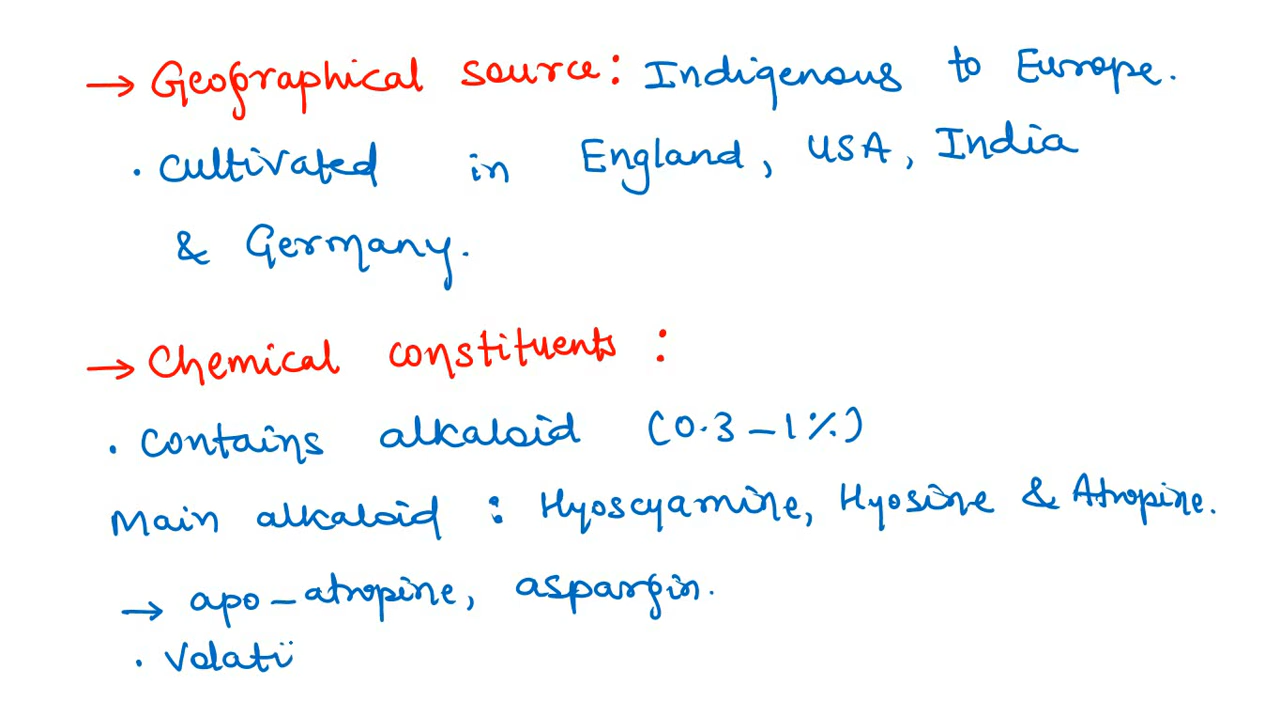 → Geographical source: Indigenous to Europe.
. cultivated in England, USA, India
& Germany.
→ Chemical constituents :
. contains alkaloid (0.3 – 1%)
Main alkaloid : Hyoscyamine, Hyosine & Atropine.
→ apo-atropine, aspargin.
. Volati